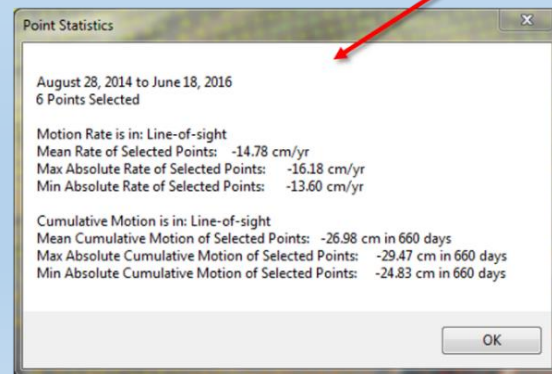 Point Statistics
August 28, 2014 to June 18, 2016
6 Points Selected
Motion Rate is in: Line-of-sight
Mean Rate of Selected Points: -14.78 cm/yr
Max Absolute Rate of Selected Points: -16.18 cm/yr
Min Absolute Rate of Selected Points: -13.60 cm/yr
Cumulative Motion is in: Line-of-sight
Mean Cumulative Motion of Selected Points: -26.98 cm in 660 days
Max Absolute Cumulative Motion of Selected Points: -29.47 cm in 660 days
Min Absolute Cumulative Motion of Selected Points: -24.83 cm in 660 days
OK